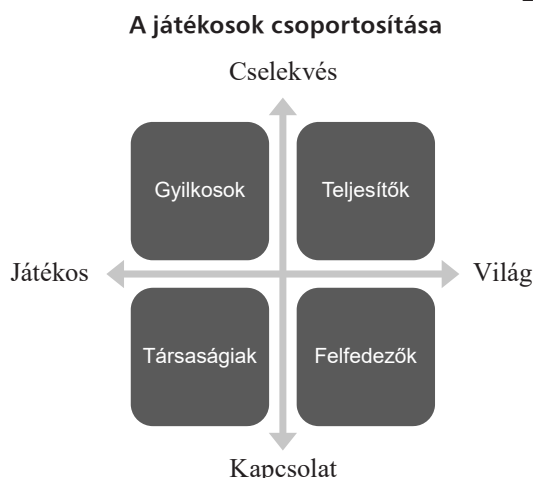 A játékosok csoportosítása
Cselekvés
Gyilkosok
Teljesítők
Játékos
Világ
Társaságiak
Felfedezők
Kapcsolat